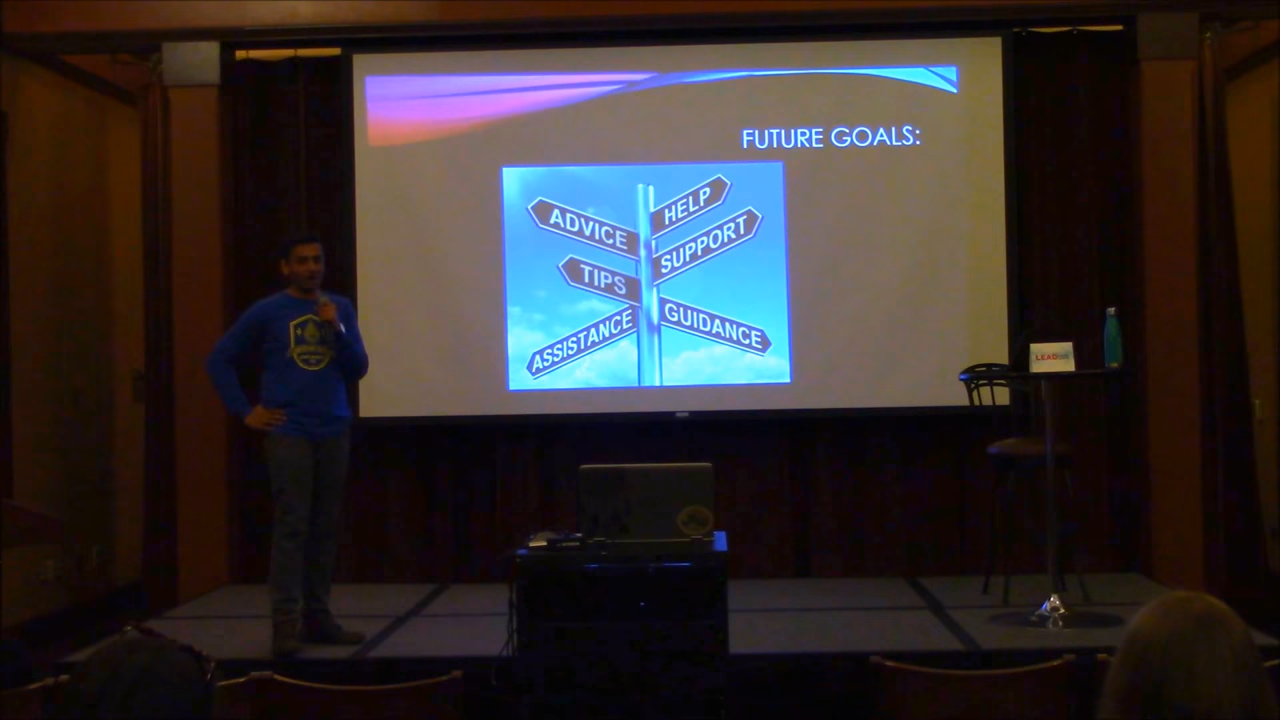 FUTURE GOALS:
HELP
ADVICE
SUPPORT
TIPS
GUIDANCE
ASSISTANCE
LEAD